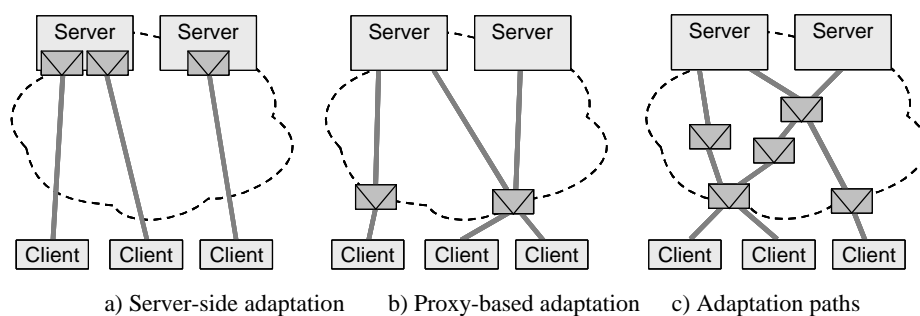 Server Server Server Server Server Server
Client Client Client Client Client Client Client Client Client
a) Server-side adaptation b) Proxy-based adaptation c) Adaptation paths